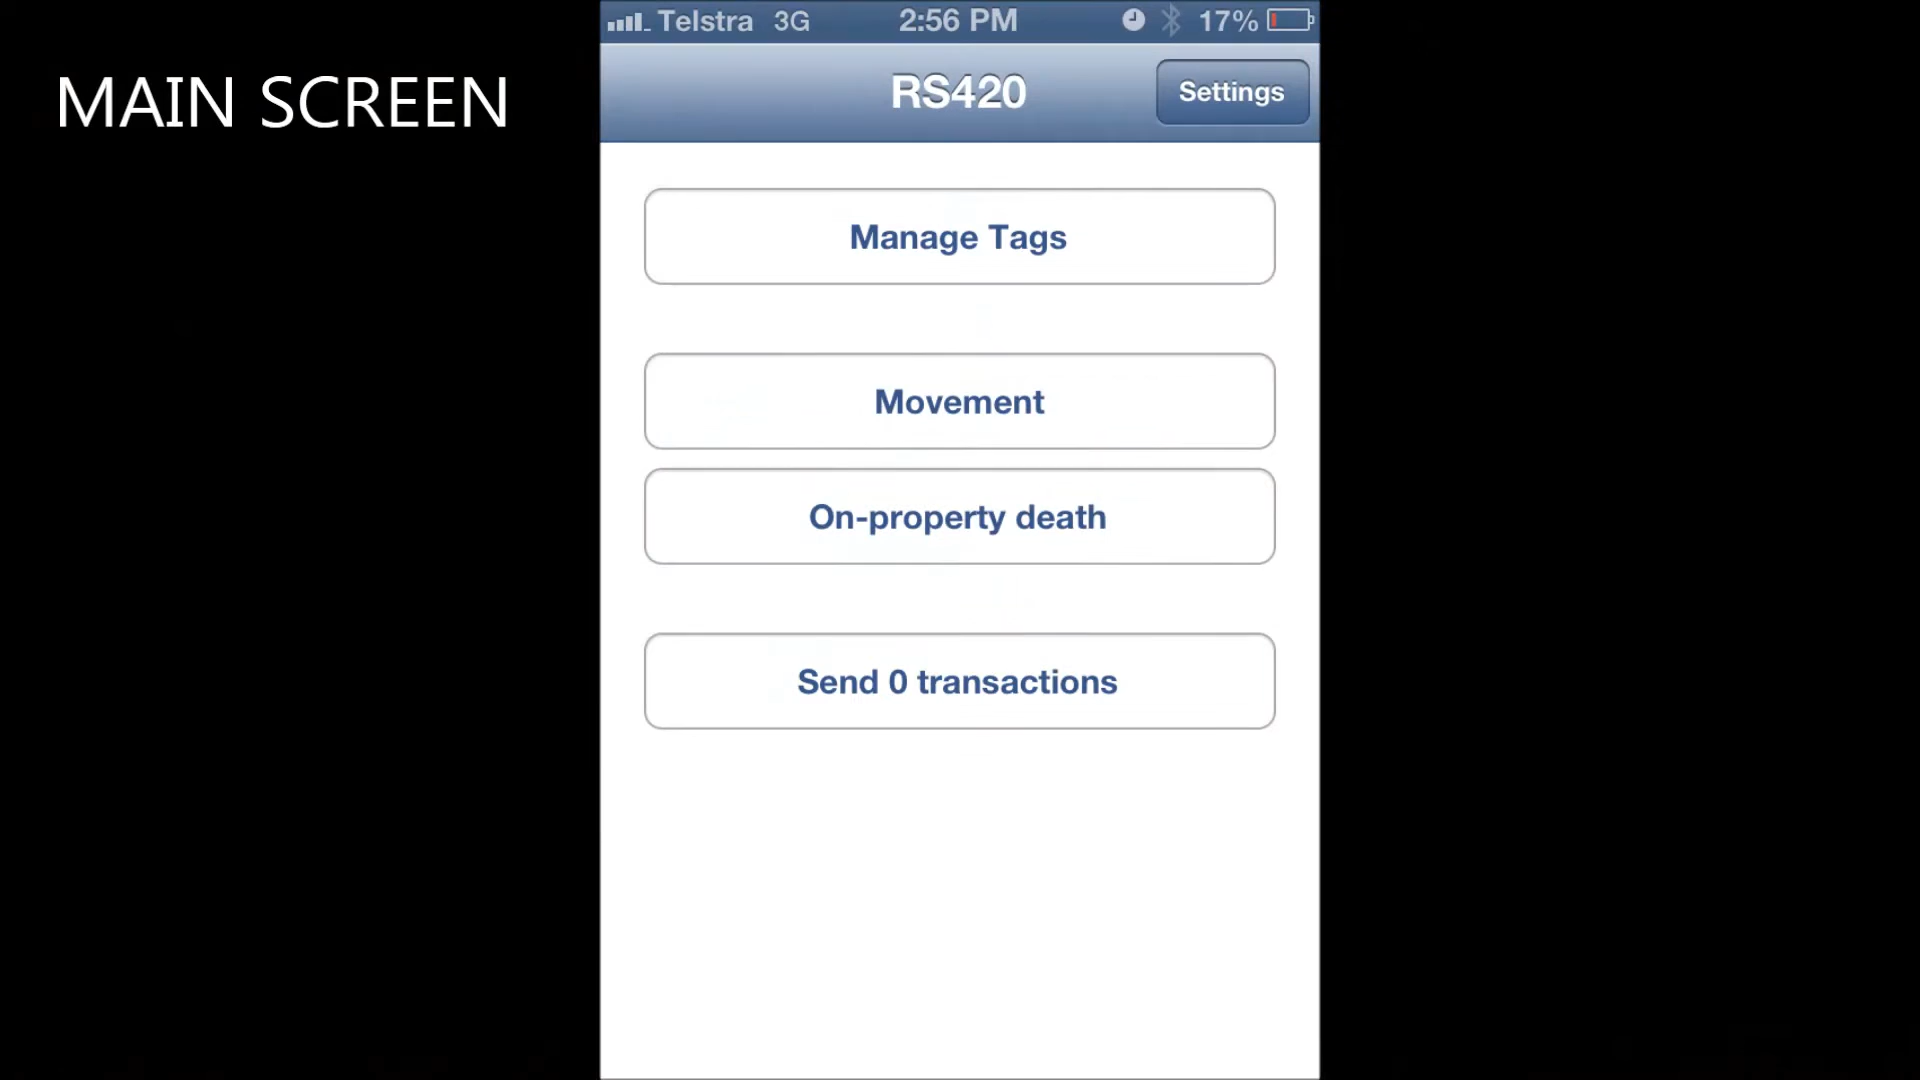 MAIN SCREEN
Telstra 3G 2:56 PM 17%
RS420
Settings
Manage Tags
Movement
On-property death
Send 0 transactions